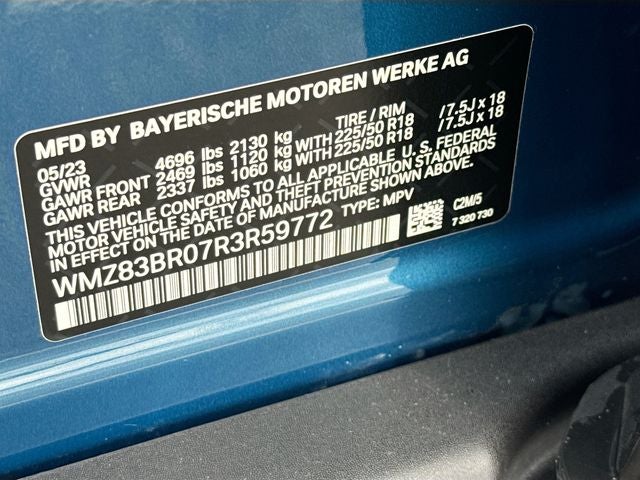 MFD BY BAYERISCHE MOTOREN WERKE AG
05/23 TIRE / RIM
GVWR 4696 lbs 2130 kg
GAWR FRONT 2469 lbs 1120 kg WITH 225/50 R18 / 7.5J x 18
GAWR REAR 2337 lbs 1060 kg WITH 225/50 R18 / 7.5J x 18
THIS VEHICLE CONFORMS TO ALL APPLICABLE U. S. FEDERAL
MOTOR VEHICLE SAFETY AND THEFT PREVENTION STANDARDS
IN EFFECT ON THE DATE OF MANUFACTURE SHOWN ABOVE.
WMZ83BR07R3R59772 TYPE: MPV
C2M/5
7 320 730